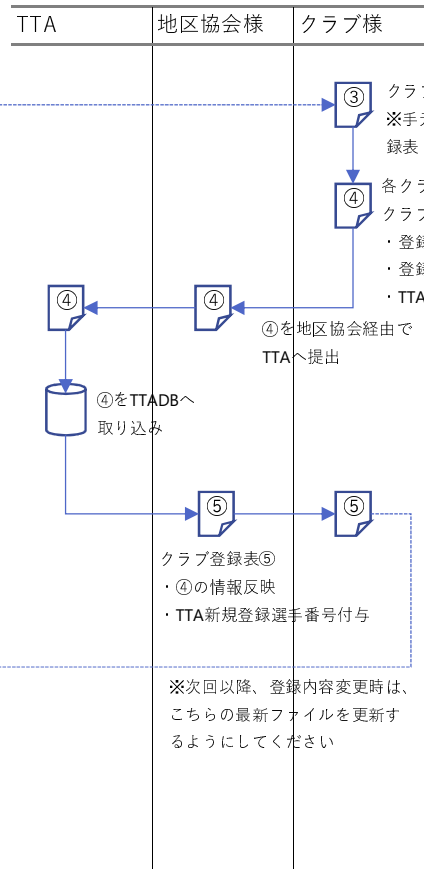 TTA 地区協会様 クラブ様
③
クラブ
※手元
録表
④
各クラ
クラブ
・登録
・登録
・TTA
④ ④
④を地区協会経由で
TTAへ提出
④をTTADBへ
取り込み
⑤ ⑤
クラブ登録表⑤
・④の情報反映
・TTA新規登録選手番号付与
※次回以降、登録内容変更時は、
こちらの最新ファイルを更新す
るようにしてください